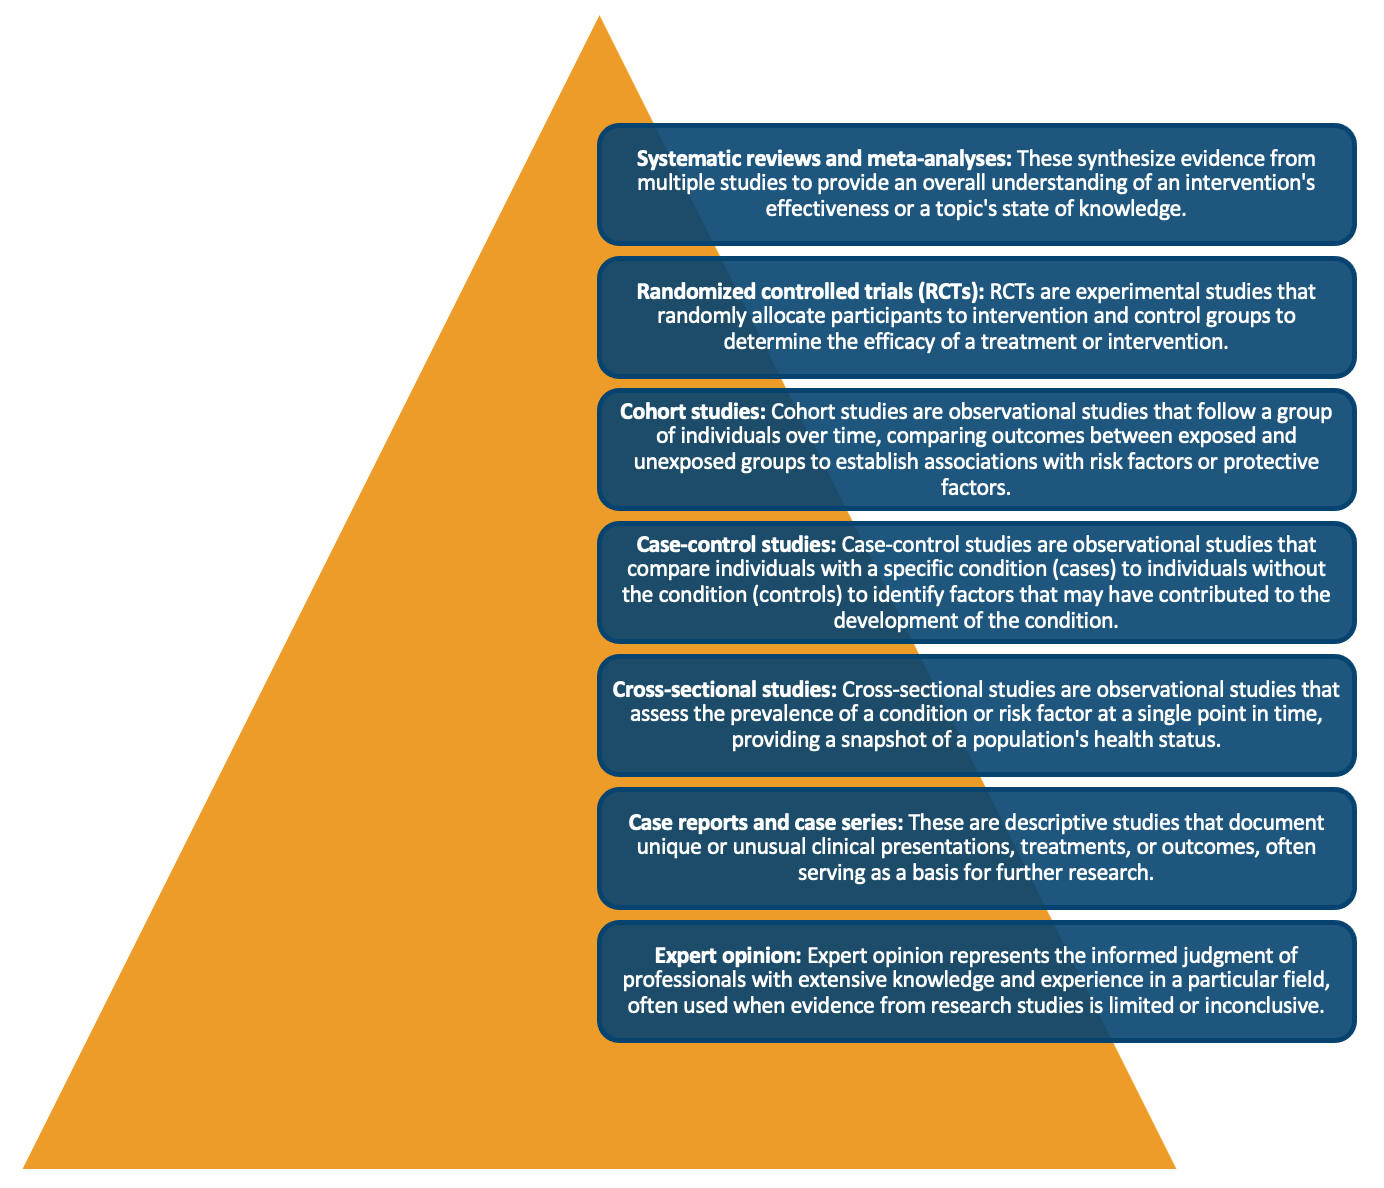 Systematic reviews and meta-analyses: These synthesize evidence from
multiple studies to provide an overall understanding of an intervention's
effectiveness or a topic's state of knowledge.
Randomized controlled trials (RCTs): RCTs are experimental studies that
randomly allocate participants to intervention and control groups to
determine the efficacy of a treatment or intervention.
Cohort studies: Cohort studies are observational studies that follow a group
of individuals over time, comparing outcomes between exposed and
unexposed groups to establish associations with risk factors or protective
factors.
Case-control studies: Case-control studies are observational studies that
compare individuals with a specific condition (cases) to individuals without
the condition (controls) to identify factors that may have contributed to the
development of the condition.
Cross-sectional studies: Cross-sectional studies are observational studies that
assess the prevalence of a condition or risk factor at a single point in time,
providing a snapshot of a population's health status.
Case reports and case series: These are descriptive studies that document
unique or unusual clinical presentations, treatments, or outcomes, often
serving as a basis for further research.
Expert opinion: Expert opinion represents the informed judgment of
professionals with extensive knowledge and experience in a particular field,
often used when evidence from research studies is limited or inconclusive.